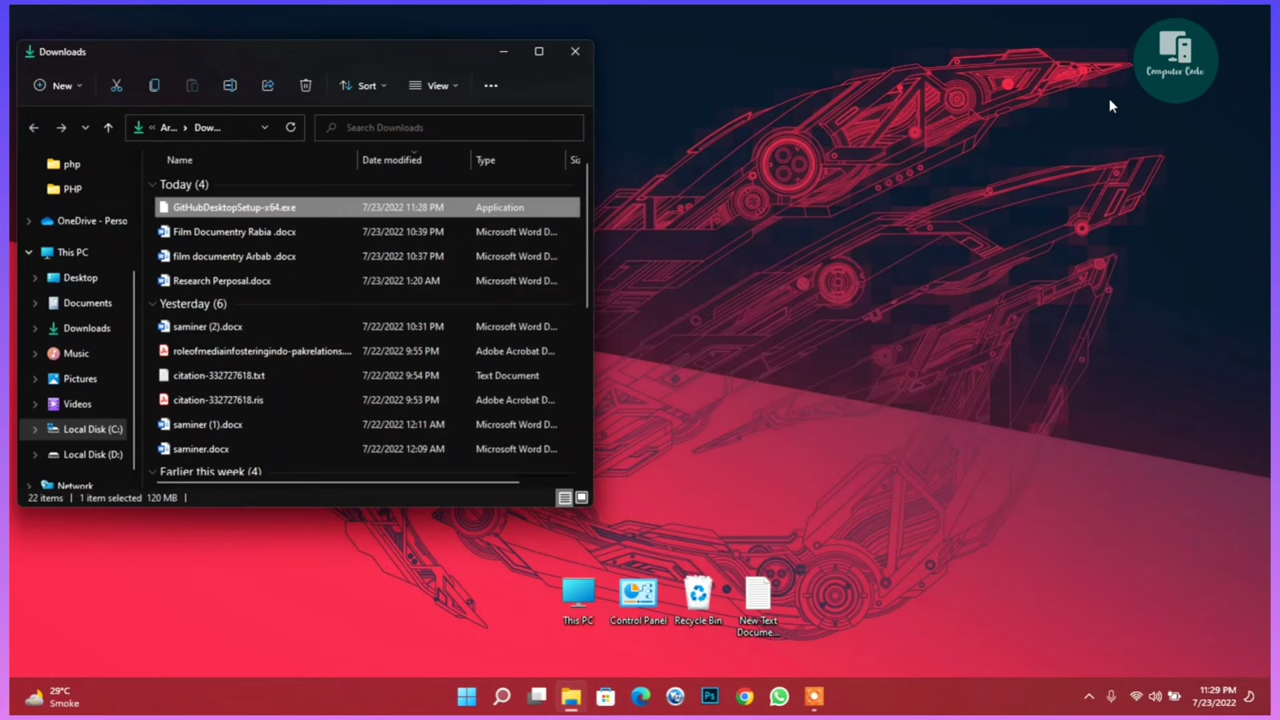 Downloads
New
Sort
View
Ar...
Dow...
Search Downloads
php
PHP
OneDrive - Perso
This PC
Desktop
Documents
Downloads
Music
Pictures
Videos
Local Disk (C:)
Local Disk (D:)
Network
Name Date modified Type Si
Today (4)
GitHubDesktopSetup-x64.exe 7/23/2022 11:28 PM Application
Film Documentry Rabia .docx 7/23/2022 10:39 PM Microsoft Word D...
film documentry Arbab .docx 7/23/2022 10:37 PM Microsoft Word D...
Research Perposal.docx 7/23/2022 1:20 AM Microsoft Word D...
Yesterday (6)
saminer (2).docx 7/22/2022 10:31 PM Microsoft Word D...
roleofmediainfosteringindo-pakrelations.... 7/22/2022 9:55 PM Adobe Acrobat D...
citation-332727618.txt 7/22/2022 9:54 PM Text Document
citation-332727618.ris 7/22/2022 9:53 PM Adobe Acrobat D...
saminer (1).docx 7/22/2022 12:11 AM Microsoft Word D...
saminer.docx 7/22/2022 12:09 AM Microsoft Word D...
Earlier this week (4)
22 items 1 item selected 120 MB
Computer Code
This PC
Control Panel
Recycle Bin
New Text
Docume...
29°C
Smoke
Ps
11:29 PM
7/23/2022